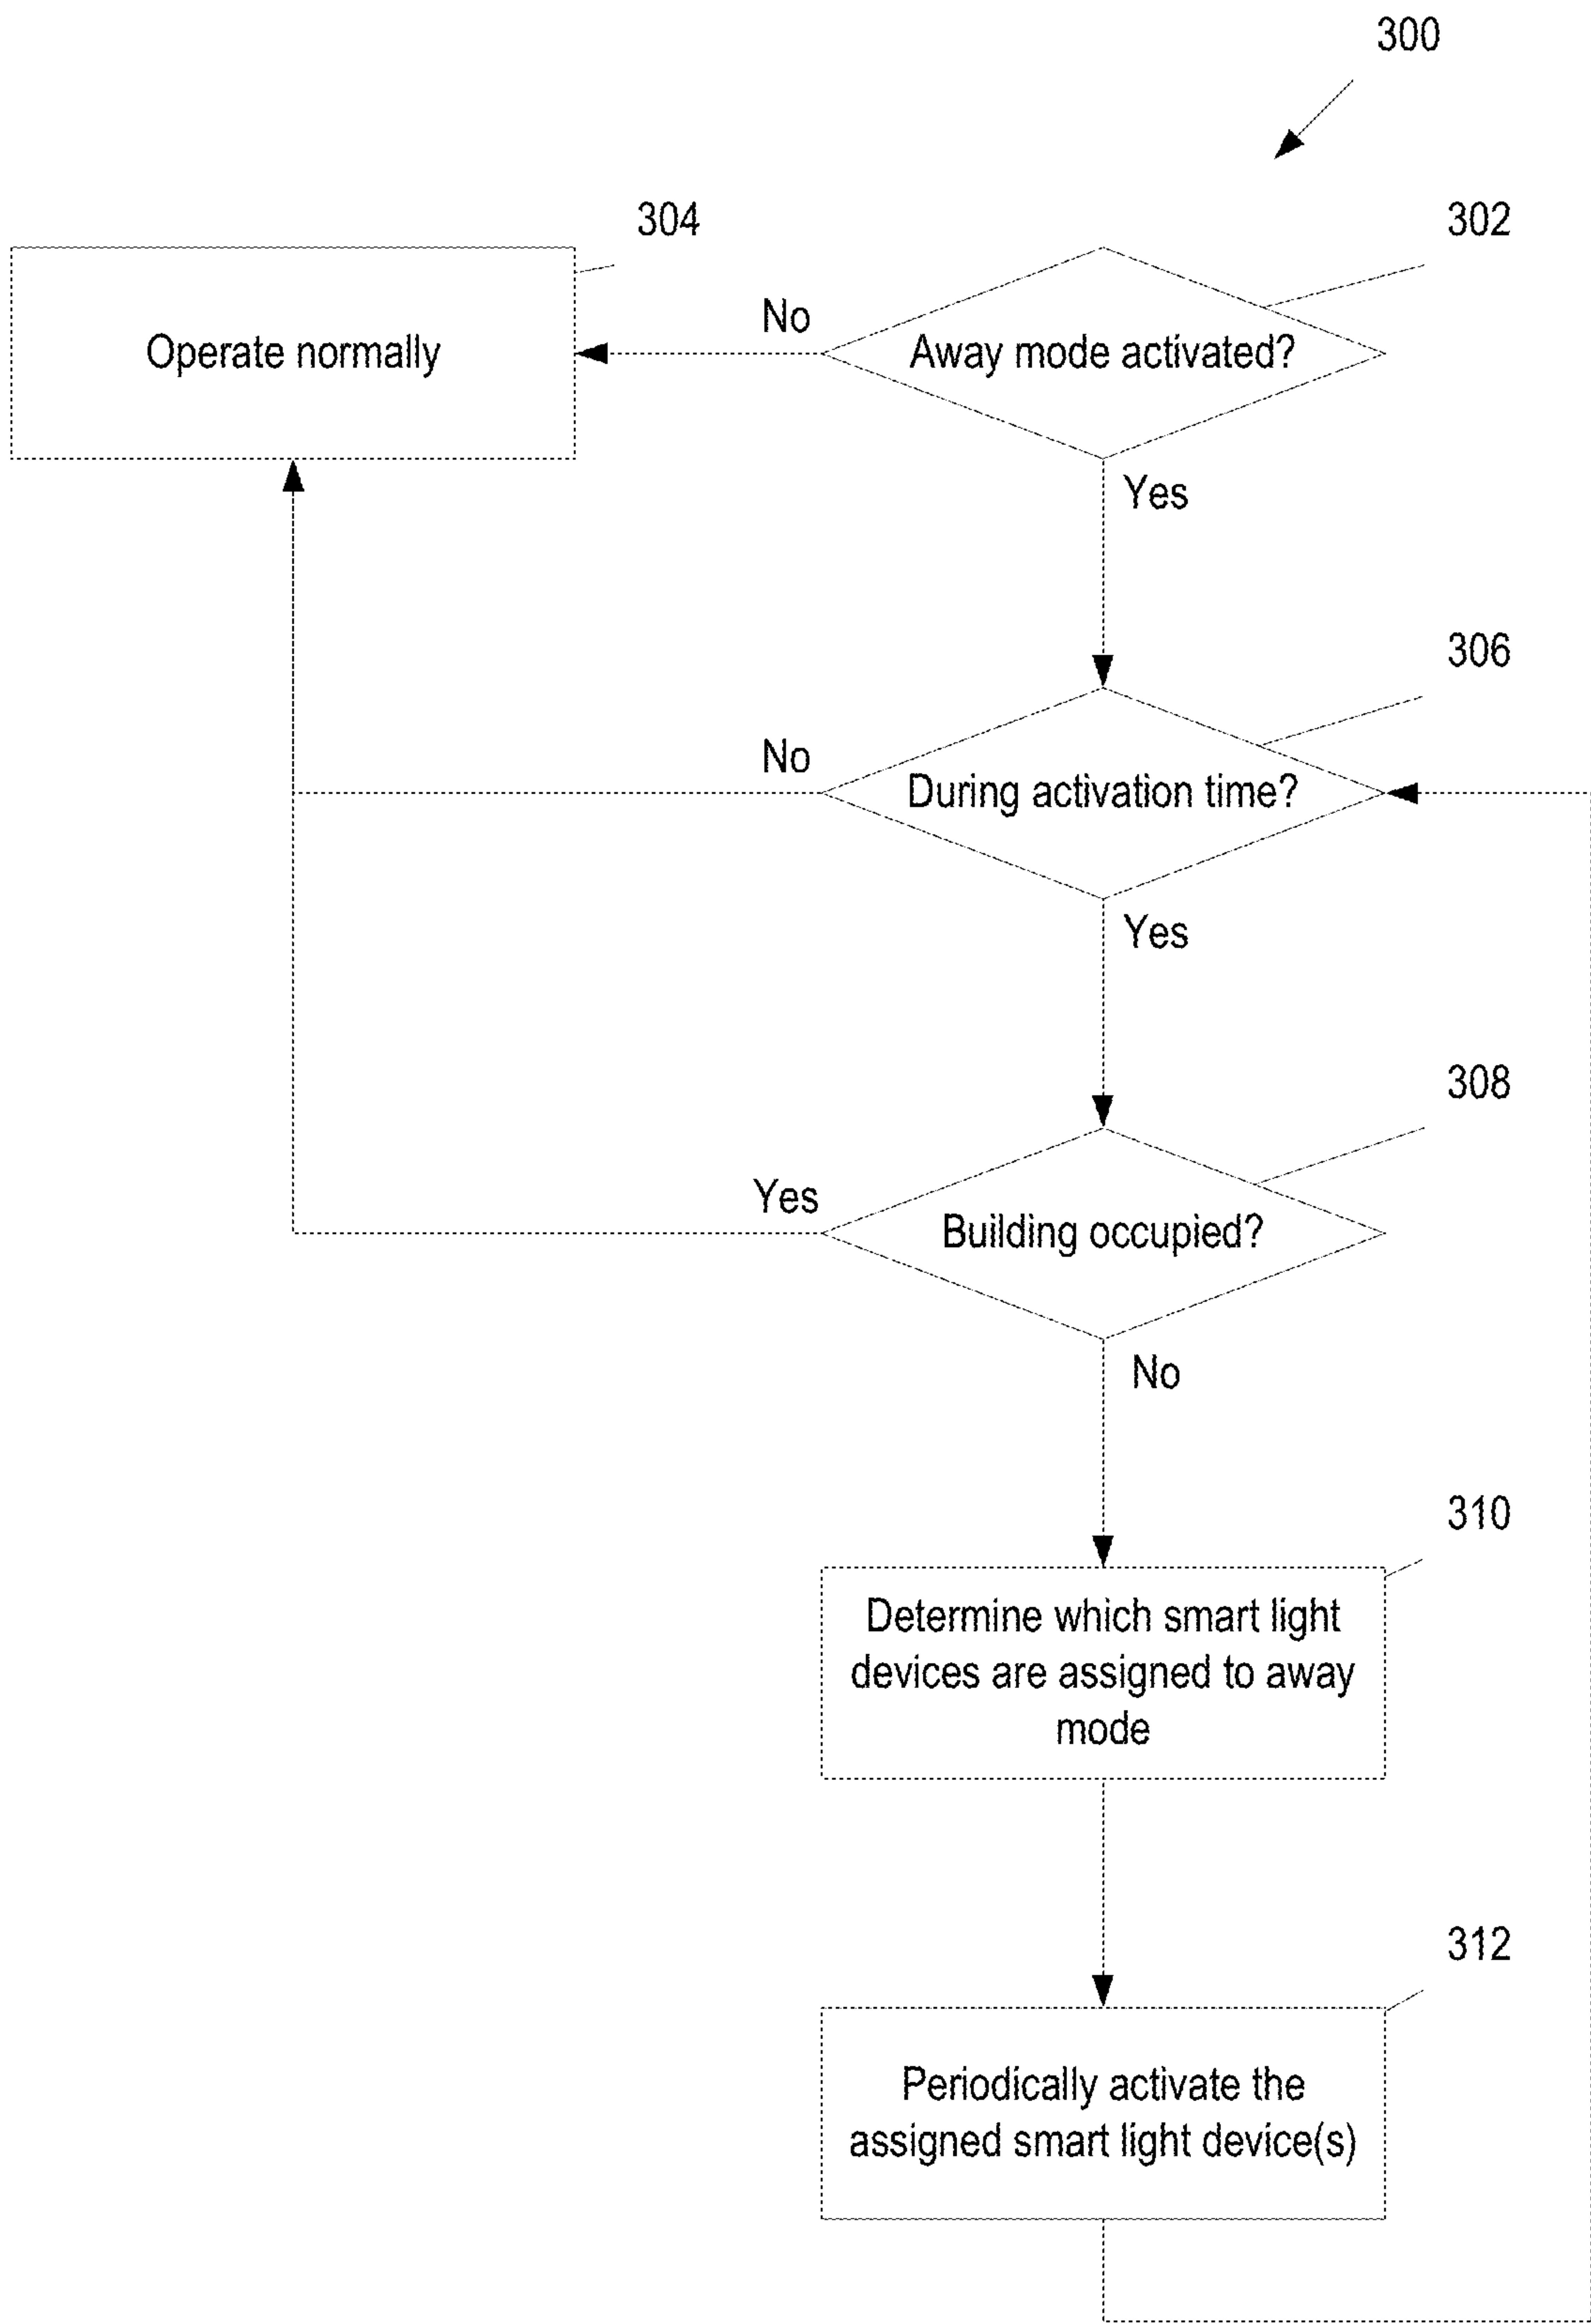 300
304
302
No
Operate normally
Away mode activated?
Yes
306
No
During activation time?
Yes
308
Yes
Building occupied?
No
310
Determine which smart light
devices are assigned to away
mode
312
Periodically activate the
assigned smart light device(s)